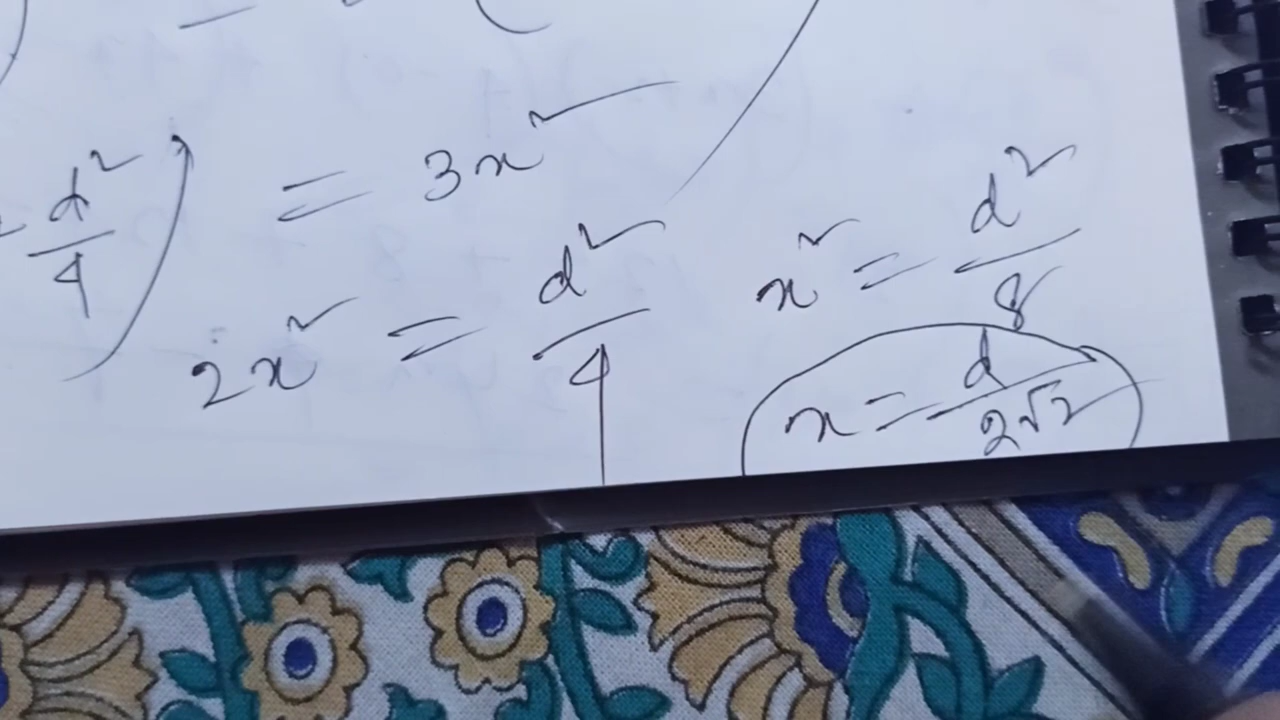 d²/4) = 3x²
2x² = d²/4
x² = d²/8
x = d/2√2